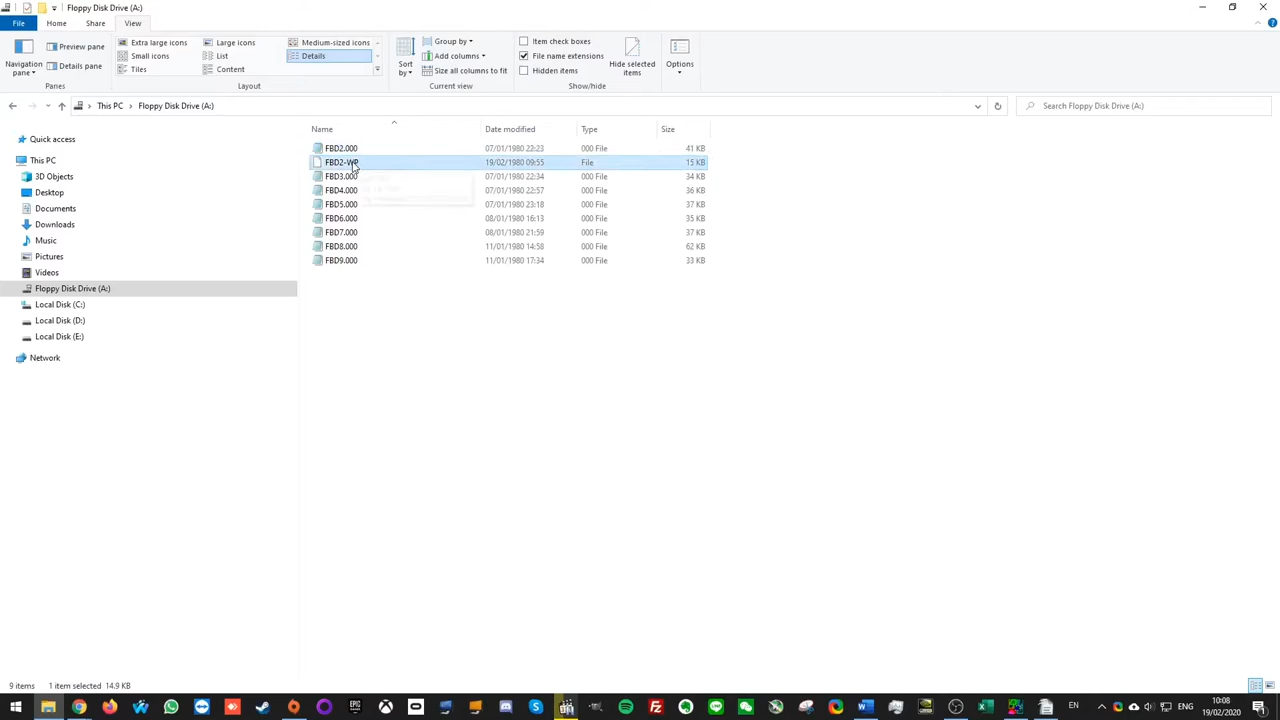 Floppy Disk Drive (A:)
File Home Share View
Navigation pane
Preview pane
Details pane
Panes
Extra large icons Large icons Medium-sized icons
Small icons List Details
Tiles Content
Layout
Sort by
Group by
Add columns
Size all columns to fit
Current view
Item check boxes
File name extensions
Hidden items
Hide selected items
Show/hide
Options
This PC Floppy Disk Drive (A:)
Search Floppy Disk Drive (A:)
Quick access
This PC
3D Objects
Desktop
Documents
Downloads
Music
Pictures
Videos
Floppy Disk Drive (A:)
Local Disk (C:)
Local Disk (D:)
Local Disk (E:)
Network
Name Date modified Type Size
FBD2.000 07/01/1980 22:23 000 File 41 KB
FBD2-WP 19/02/1980 09:55 File 15 KB
FBD3.000 07/01/1980 22:34 000 File 34 KB
FBD4.000 07/01/1980 22:57 000 File 36 KB
FBD5.000 07/01/1980 23:18 000 File 37 KB
FBD6.000 08/01/1980 16:13 000 File 35 KB
FBD7.000 08/01/1980 21:59 000 File 37 KB
FBD8.000 11/01/1980 14:58 000 File 62 KB
FBD9.000 11/01/1980 17:34 000 File 33 KB
9 items 1 item selected 14.9 KB
EPIC
EN
ENG
10:08
19/02/2020